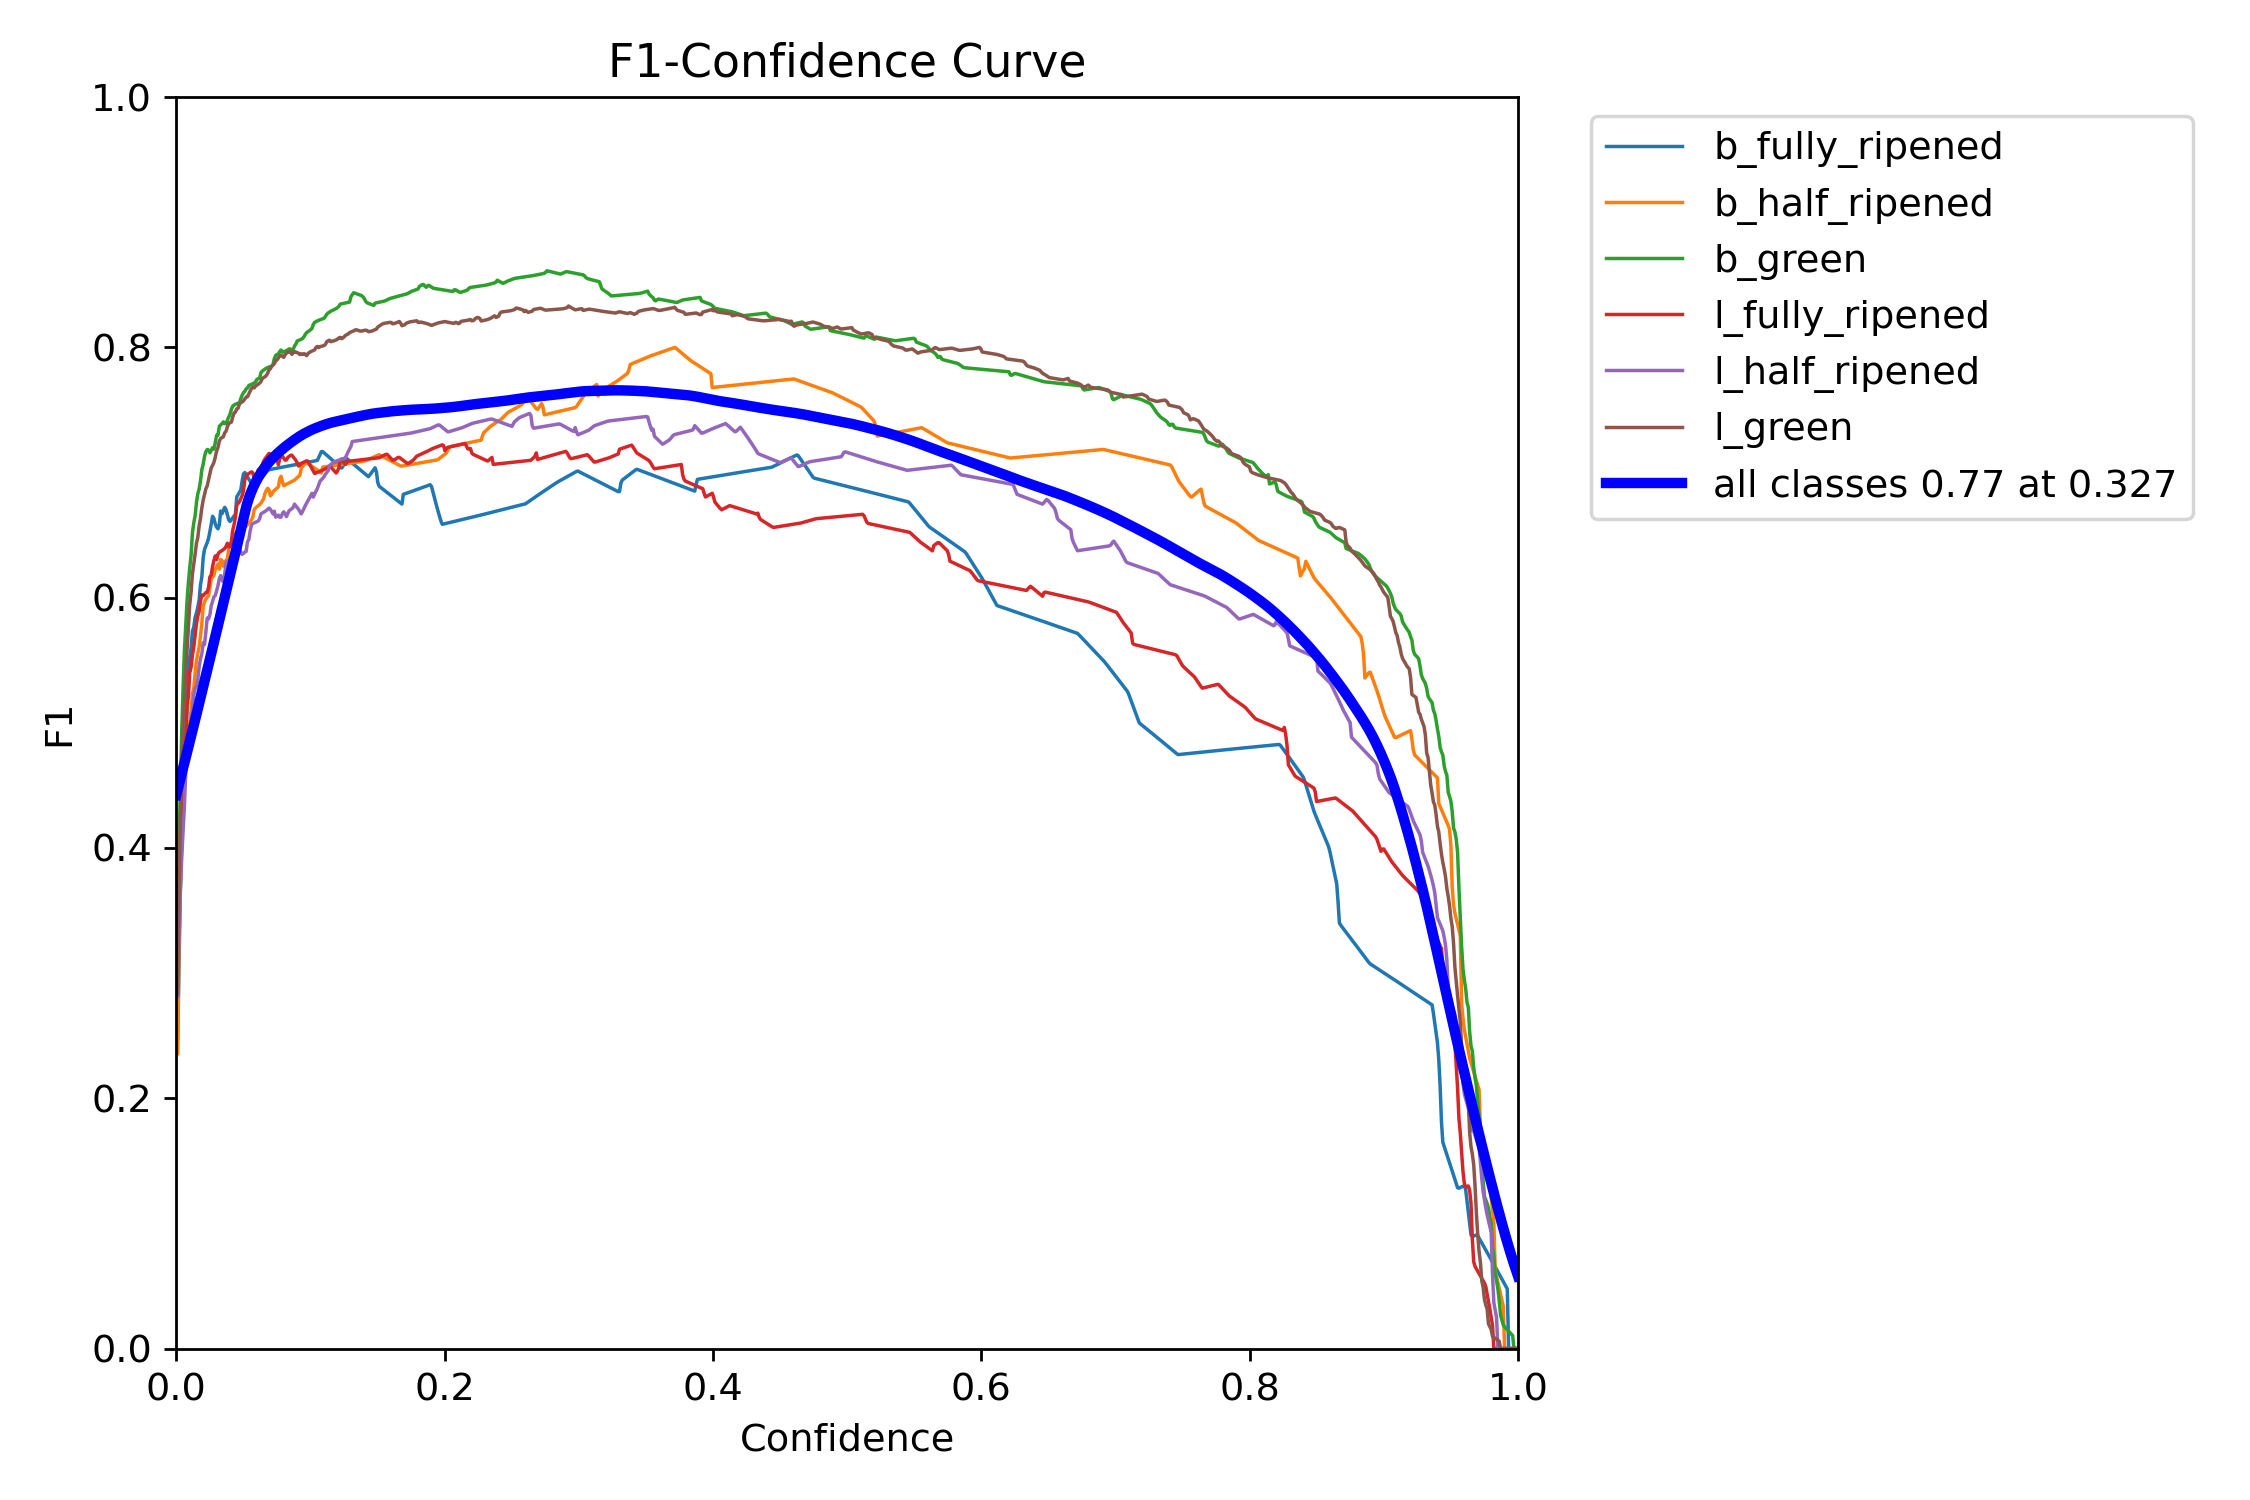 F1-Confidence Curve
1.0
0.8
0.6
0.4
0.2
0.0
F1
0.0 0.2 0.4 0.6 0.8 1.0
Confidence
b_fully_ripened
b_half_ripened
b_green
l_fully_ripened
l_half_ripened
l_green
all classes 0.77 at 0.327